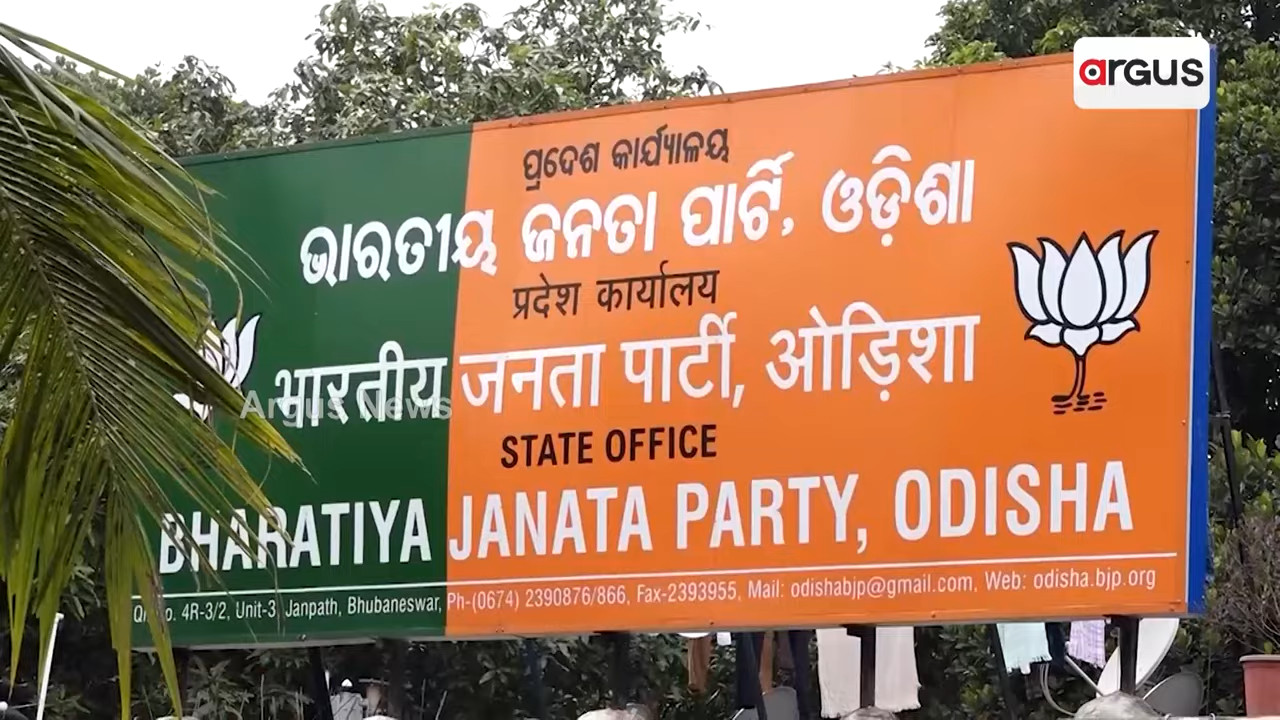 argus
ପ୍ରଦେଶ କାର୍ଯ୍ୟାଳୟ
ଭାରତୀୟ ଜନତା ପାର୍ଟି, ଓଡ଼ିଶା
प्रदेश कार्यालय
भारतीय जनता पार्टी, ओड़िशा
Argus News
STATE OFFICE
BHARATIYA JANATA PARTY, ODISHA
4R-3/2, Unit-3, Janpath, Bhubaneswar, Ph-(0674) 2390876/866, Fax-2393955, Mail: odishabjp@gmail.com, Web: odisha.bjp.org